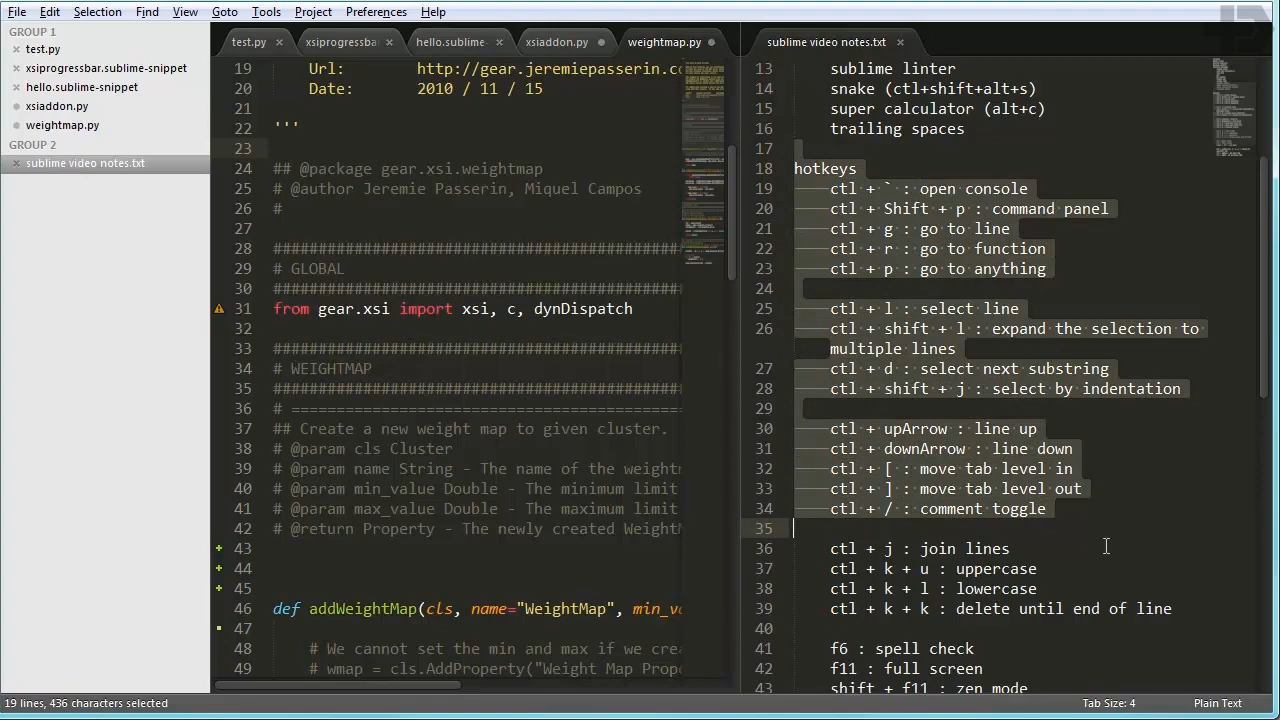 File Edit Selection Find View Goto Tools Project Preferences Help
GROUP 1
test.py
xsiprogressbar.sublime-snippet
hello.sublime-snippet
xsiaddon.py
weightmap.py
GROUP 2
sublime video notes.txt
test.py xsiprogressba hello.sublime- xsiaddon.py weightmap.py
19 Url: http://gear.jeremiepasserin.c
20 Date: 2010 / 11 / 15
21
22 '''
23
24 ## @package gear.xsi.weightmap
25 # @author Jeremie Passerin, Miquel Campos
26 #
27
28 ##############################################
29 # GLOBAL
30 ##############################################
31 from gear.xsi import xsi, c, dynDispatch
32
33 ##############################################
34 # WEIGHTMAP
35 ##############################################
36 # ============================================
37 ## Create a new weight map to given cluster.
38 # @param cls Cluster
39 # @param name String - The name of the weightm
40 # @param min_value Double - The minimum limit
41 # @param max_value Double - The maximum limit
42 # @return Property - The newly created WeightM
43
44
45
46 def addWeightMap(cls, name="WeightMap", min_v
47
48 # We cannot set the min and max if we crea
49 # wmap = cls.AddProperty("Weight Map Prope
sublime video notes.txt
13 sublime linter
14 snake (ctl+shift+alt+s)
15 super calculator (alt+c)
16 trailing spaces
17
18 hotkeys
19 ctl + ` : open console
20 ctl + Shift + p : command panel
21 ctl + g : go to line
22 ctl + r : go to function
23 ctl + p : go to anything
24
25 ctl + l : select line
26 ctl + shift + l : expand the selection to
multiple lines
27 ctl + d : select next substring
28 ctl + shift + j : select by indentation
29
30 ctl + upArrow : line up
31 ctl + downArrow : line down
32 ctl + [ : move tab level in
33 ctl + ] : move tab level out
34 ctl + / : comment toggle
35
36 ctl + j : join lines
37 ctl + k + u : uppercase
38 ctl + k + l : lowercase
39 ctl + k + k : delete until end of line
40
41 f6 : spell check
42 f11 : full screen
43 shift + f11 : zen mode
19 lines, 436 characters selected Tab Size: 4 Plain Text